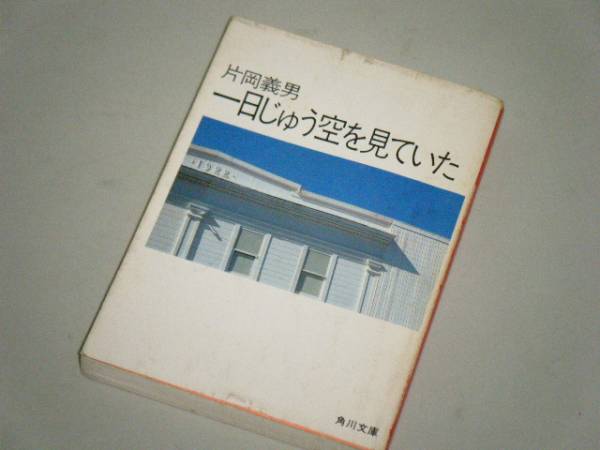 片岡義男
一日じゅう空を見ていた
・1922・
角川文庫